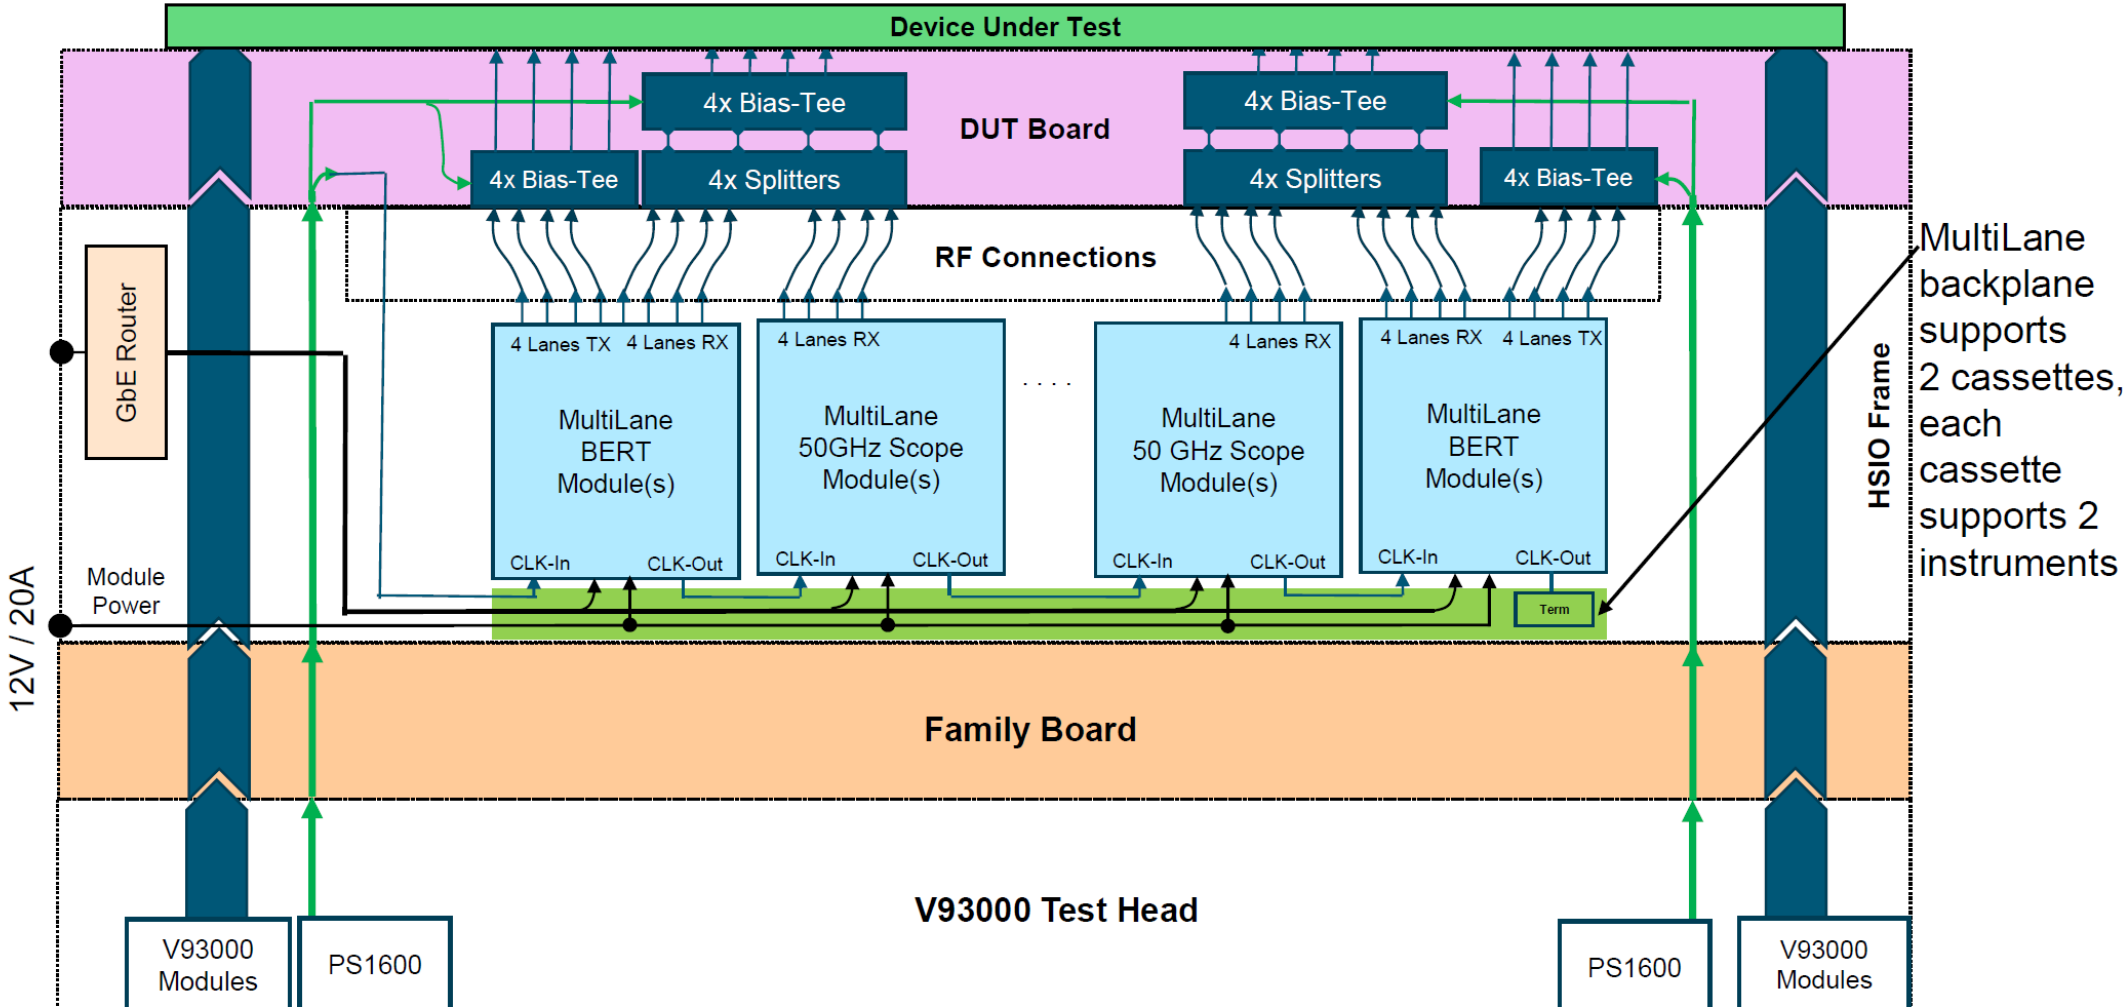 Device Under Test
4x Bias-Tee
4x Bias-Tee
DUT Board
4x Bias-Tee
4x Splitters
4x Splitters
4x Bias-Tee
RF Connections
GbE Router
4 Lanes TX
4 Lanes RX
4 Lanes RX
4 Lanes RX
4 Lanes RX
4 Lanes TX
MultiLane
BERT
Module(s)
MultiLane
50GHz Scope
Module(s)
. . . .
MultiLane
50 GHz Scope
Module(s)
MultiLane
BERT
Module(s)
CLK-In
CLK-Out
CLK-In
CLK-Out
CLK-In
CLK-Out
CLK-In
CLK-Out
Term
HSIO Frame
MultiLane
backplane
supports
2 cassettes,
each
cassette
supports 2
instruments
Module
Power
12V / 20A
Family Board
V93000 Test Head
V93000
Modules
PS1600
PS1600
V93000
Modules